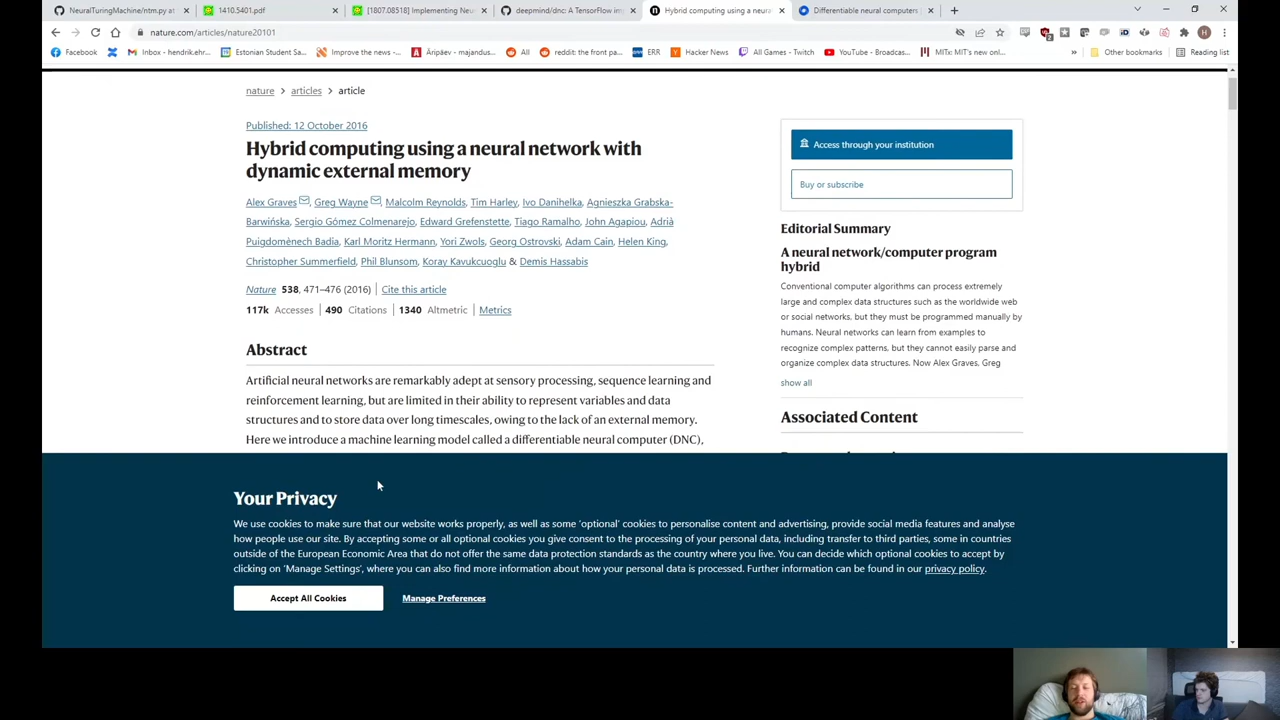 NeuralTuringMachine/ntm.py at
1410.5401.pdf
[1807.08518] Implementing Neu
deepmind/dnc: A TensorFlow im
Hybrid computing using a neura
Differentiable neural computers
nature.com/articles/nature20101
Facebook
Inbox - hendrik.ehr...
Estonian Student Sa...
Improve the news -...
Äripäev - majandus...
All
reddit: the front pa...
ERR
Hacker News
All Games - Twitch
YouTube - Broadcas...
MITx: MIT's new onl...
»
Other bookmarks
Reading list
nature > articles > article
Published: 12 October 2016
Hybrid computing using a neural network with
dynamic external memory
Alex Graves, Greg Wayne, Malcolm Reynolds, Tim Harley, Ivo Danihelka, Agnieszka Grabska-
Barwińska, Sergio Gómez Colmenarejo, Edward Grefenstette, Tiago Ramalho, John Agapiou, Adrià
Puigdomènech Badia, Karl Moritz Hermann, Yori Zwols, Georg Ostrovski, Adam Cain, Helen King,
Christopher Summerfield, Phil Blunsom, Koray Kavukcuoglu & Demis Hassabis
Nature 538, 471–476 (2016) | Cite this article
117k Accesses | 490 Citations | 1340 Altmetric | Metrics
Abstract
Artificial neural networks are remarkably adept at sensory processing, sequence learning and
reinforcement learning, but are limited in their ability to represent variables and data
structures and to store data over long timescales, owing to the lack of an external memory.
Here we introduce a machine learning model called a differentiable neural computer (DNC),
Access through your institution
Buy or subscribe
Editorial Summary
A neural network/computer program
hybrid
Conventional computer algorithms can process extremely
large and complex data structures such as the worldwide web
or social networks, but they must be programmed manually by
humans. Neural networks can learn from examples to
recognize complex patterns, but they cannot easily parse and
organize complex data structures. Now Alex Graves, Greg
show all
Associated Content
Your Privacy
We use cookies to make sure that our website works properly, as well as some ‘optional’ cookies to personalise content and advertising, provide social media features and analyse
how people use our site. By accepting some or all optional cookies you give consent to the processing of your personal data, including transfer to third parties, some in countries
outside of the European Economic Area that do not offer the same data protection standards as the country where you live. You can decide which optional cookies to accept by
clicking on ‘Manage Settings’, where you can also find more information about how your personal data is processed. Further information can be found in our privacy policy.
Accept All Cookies
Manage Preferences